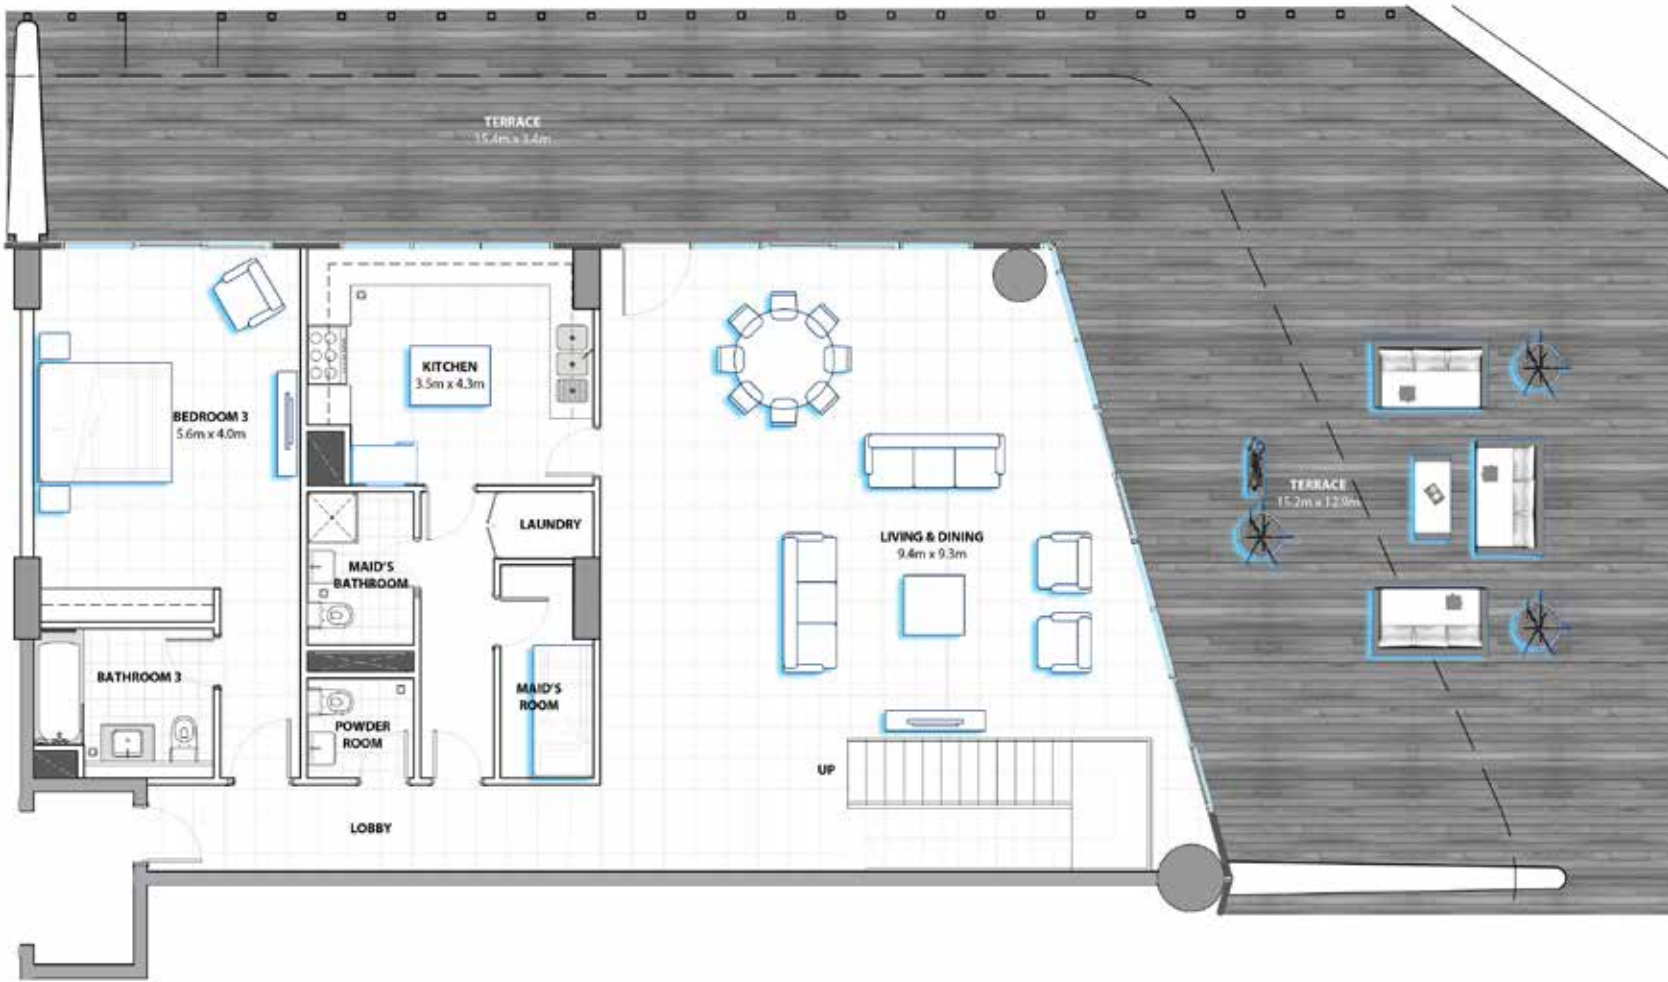 TERRACE
15.4m x 3.4m
KITCHEN
3.5m x 4.3m
BEDROOM 3
5.6m x 4.0m
TERRACE
15.2m x 12.9m
LAUNDRY
LIVING & DINING
9.4m x 9.3m
MAID'S
BATHROOM
BATHROOM 3
MAID'S
ROOM
POWDER
ROOM
UP
LOBBY